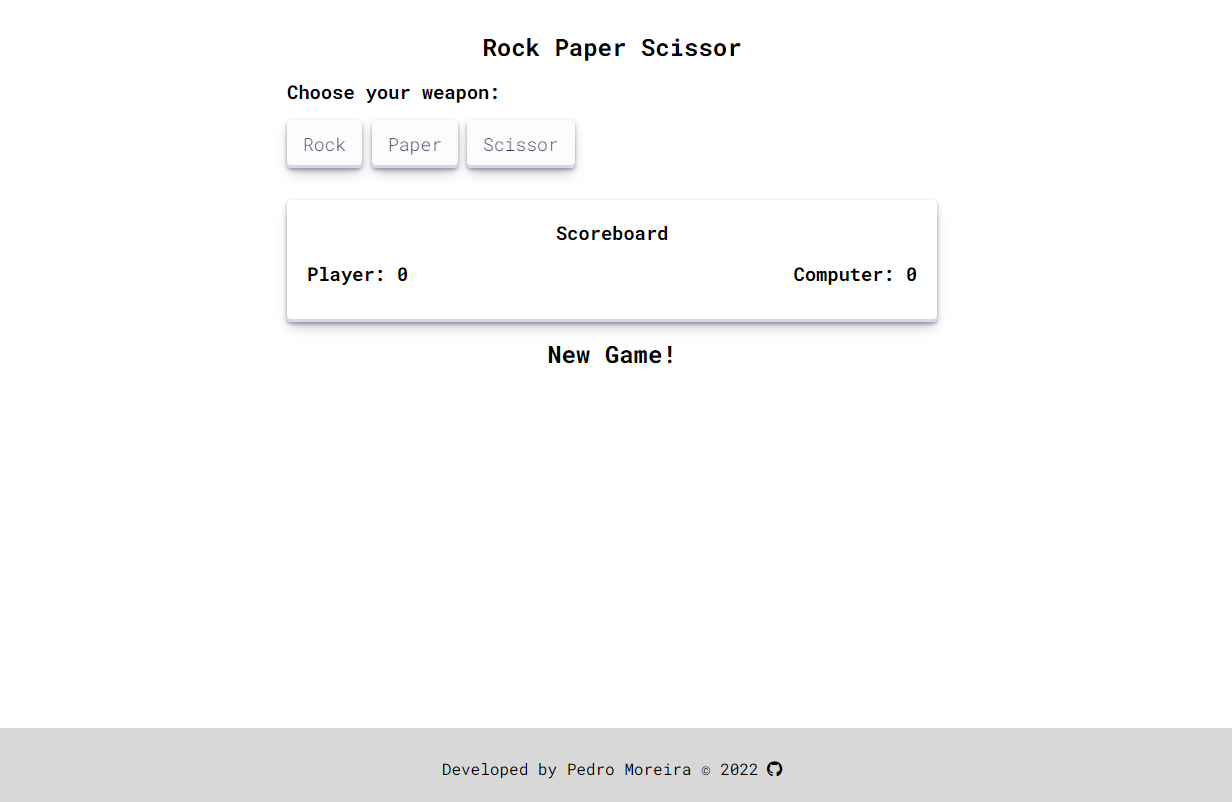 Rock Paper Scissor
Choose your weapon:
Rock Paper Scissor
Scoreboard
Player: 0 Computer: 0
New Game!
Developed by Pedro Moreira © 2022